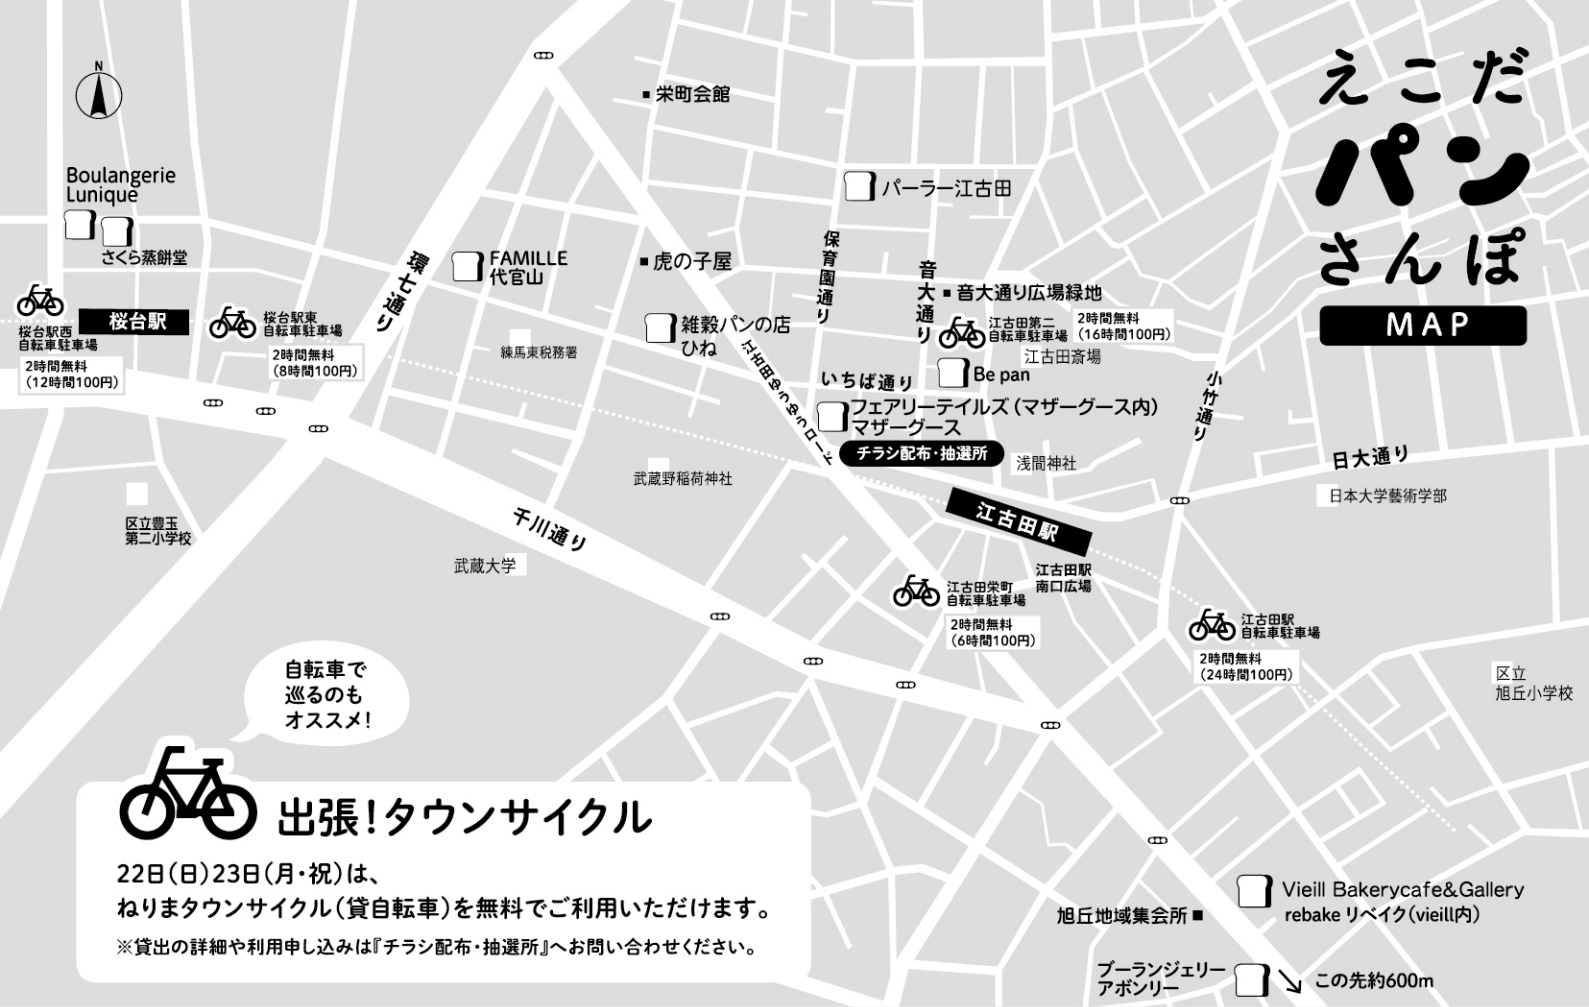 えこだ
パン
さんぽ
MAP
N
栄町会館
Boulangerie
Lunique
さくら蒸餅堂
パーラー江古田
FAMILLE
代官山
虎の子屋
環七通り
保育園通り
音大通り
音大通り広場緑地
桜台駅西
自転車駐車場
2時間無料
（12時間100円）
桜台駅
桜台駅東
自転車駐車場
2時間無料
（8時間100円）
練馬東税務署
雑穀パンの店
ひね
江古田ゆうゆうロード
江古田第二
自転車駐車場
2時間無料
（16時間100円）
江古田斎場
Be pan
いちば通り
フェアリーテイルズ（マザーグース内）
マザーグース
チラシ配布・抽選所
小竹通り
浅間神社
日大通り
日本大学藝術学部
武蔵野稲荷神社
区立豊玉
第二小学校
千川通り
武蔵大学
江古田駅
江古田駅
南口広場
江古田栄町
自転車駐車場
2時間無料
（6時間100円）
江古田駅
自転車駐車場
2時間無料
（24時間100円）
区立
旭丘小学校
自転車で
巡るのも
オススメ！
出張！タウンサイクル
22日（日）23日（月・祝）は、
ねりまタウンサイクル（貸自転車）を無料でご利用いただけます。
※貸出の詳細や利用申し込みは『チラシ配布・抽選所』へお問い合わせください。
Vieill Bakerycafe&Gallery
rebake リベイク（vieill内）
旭丘地域集会所
ブーランジェリー
アボンリー
この先約600m